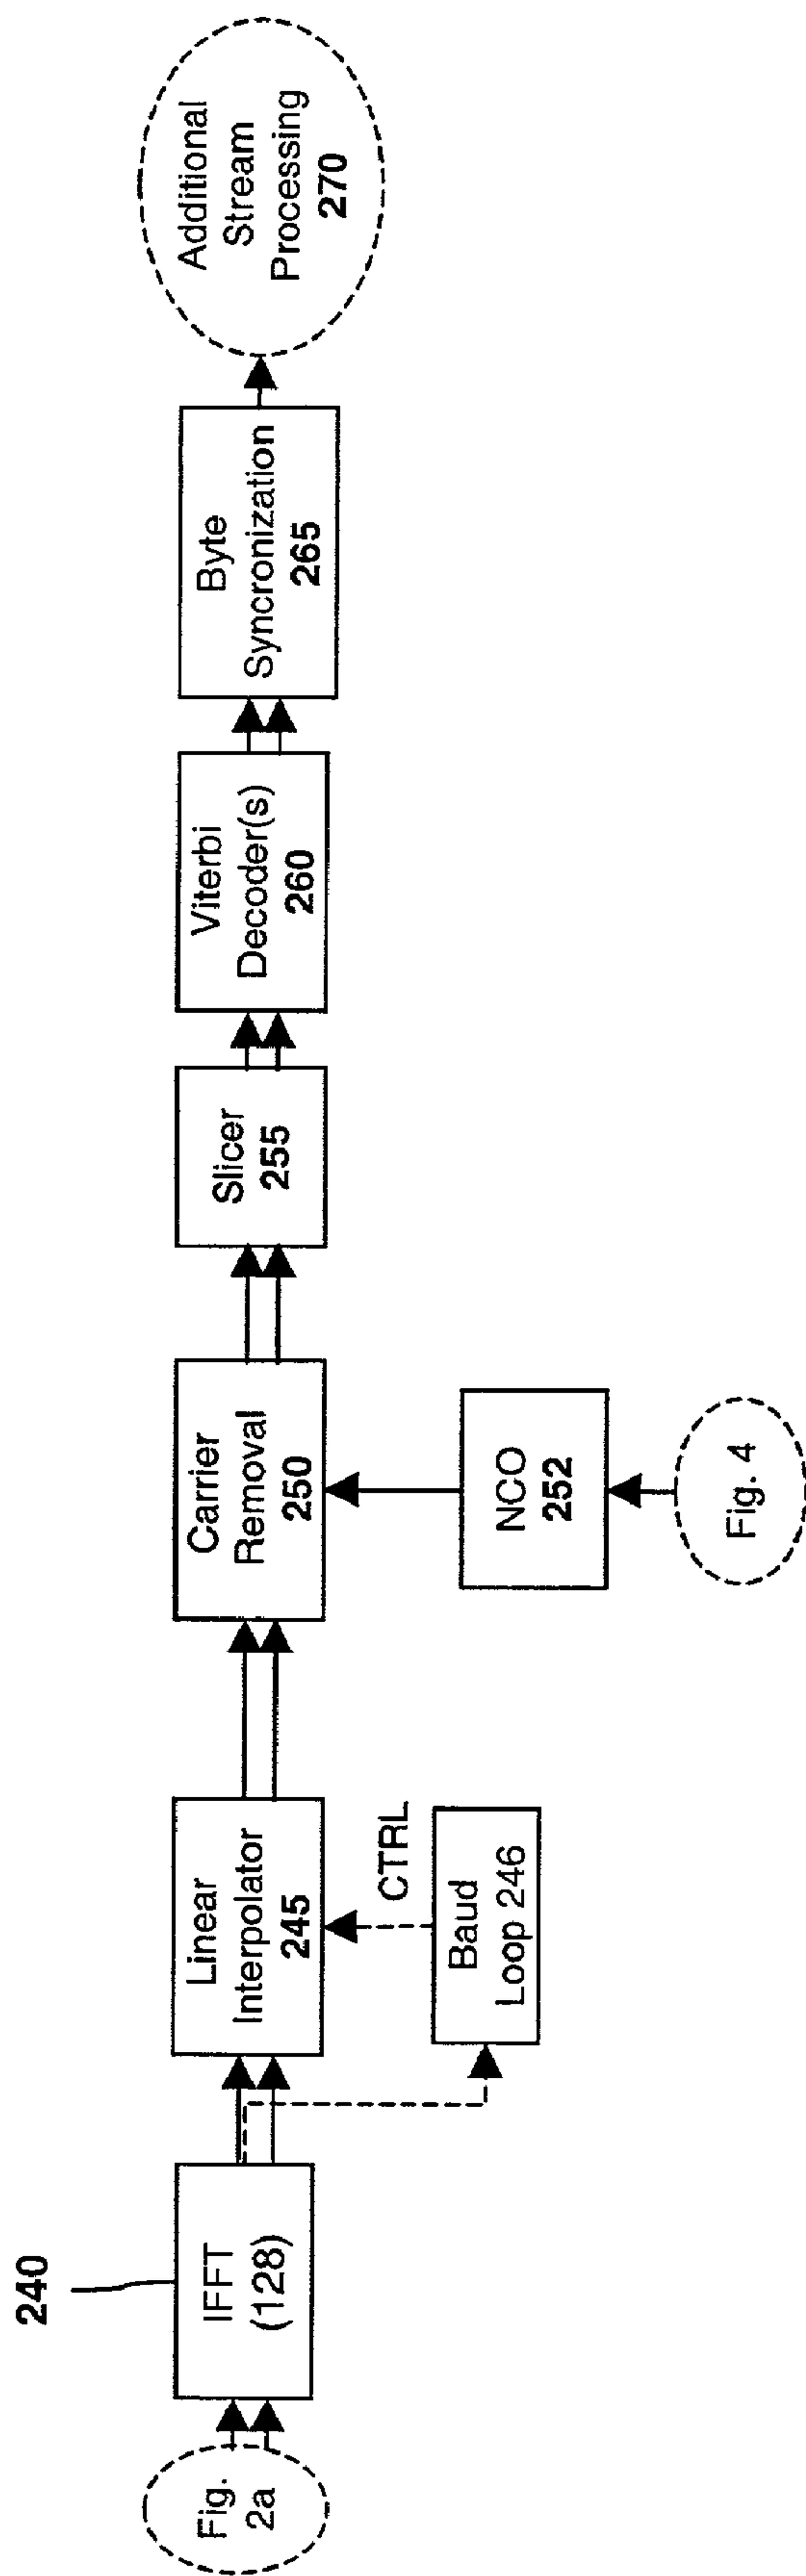 Fig.
2a
240
IFFT
(128)
Linear
Interpolator
245
CTRL
Baud
Loop 246
Carrier
Removal
250
NCO
252
Fig. 4
Slicer
255
Viterbi
Decoder(s)
260
Byte
Syncronization
265
Additional
Stream
Processing
270